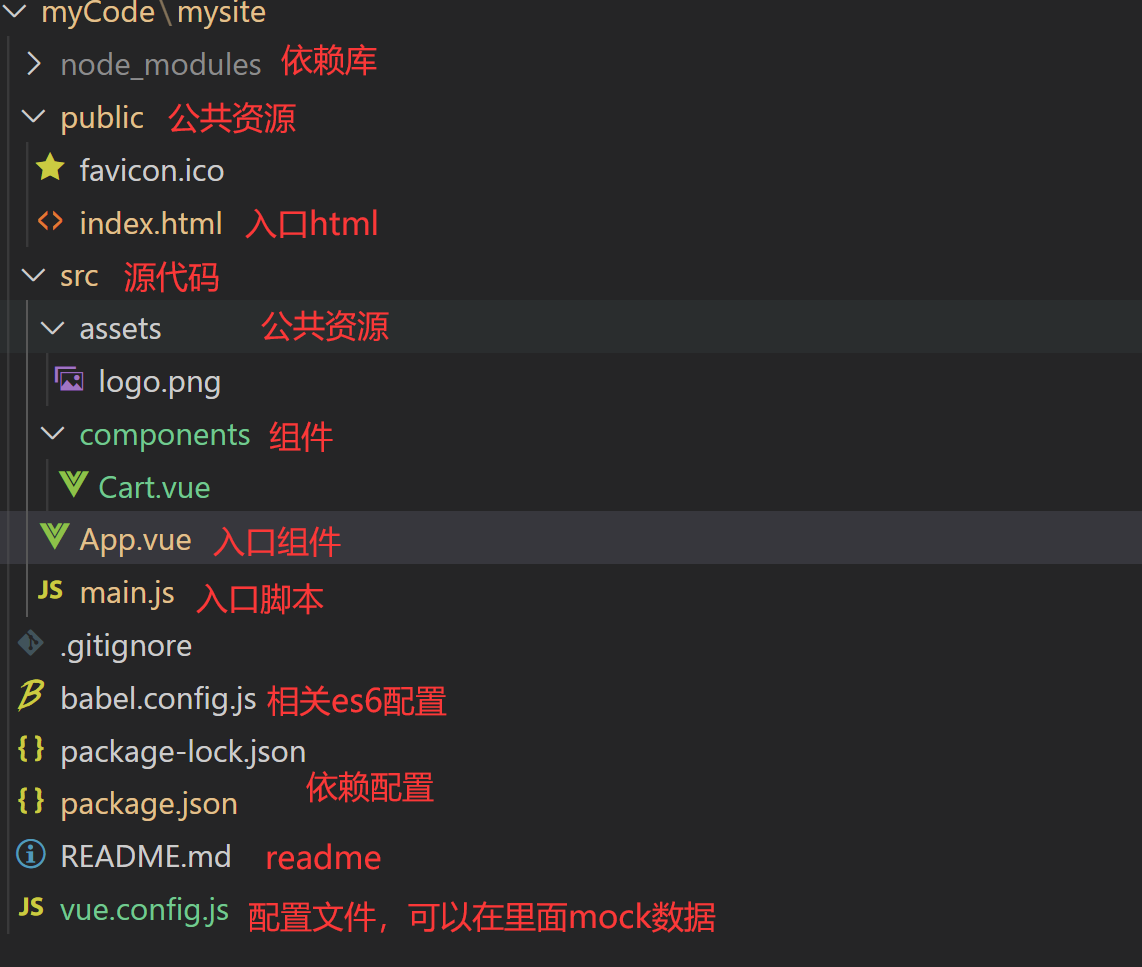 myCode\mysite
node_modules 依赖库
public 公共资源
favicon.ico
index.html 入口html
src 源代码
assets 公共资源
logo.png
components 组件
Cart.vue
App.vue 入口组件
JS main.js 入口脚本
.gitignore
babel.config.js 相关es6配置
{} package-lock.json
依赖配置
{} package.json
README.md readme
JS vue.config.js 配置文件，可以在里面mock数据